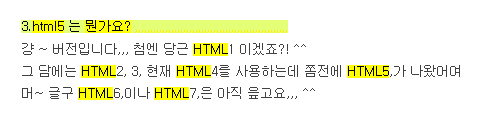 3.html5 는 뭔가요?
걍 ~ 버전입니다,,, 첨엔 당근 HTML1 이겠죠?! ^^
그 담에는 HTML2, 3, 현재 HTML4를 사용하는데 쫌전에 HTML5,가 나왔어여
머~ 글구 HTML6,이나 HTML7,은 아직 읎고요,,, ^^